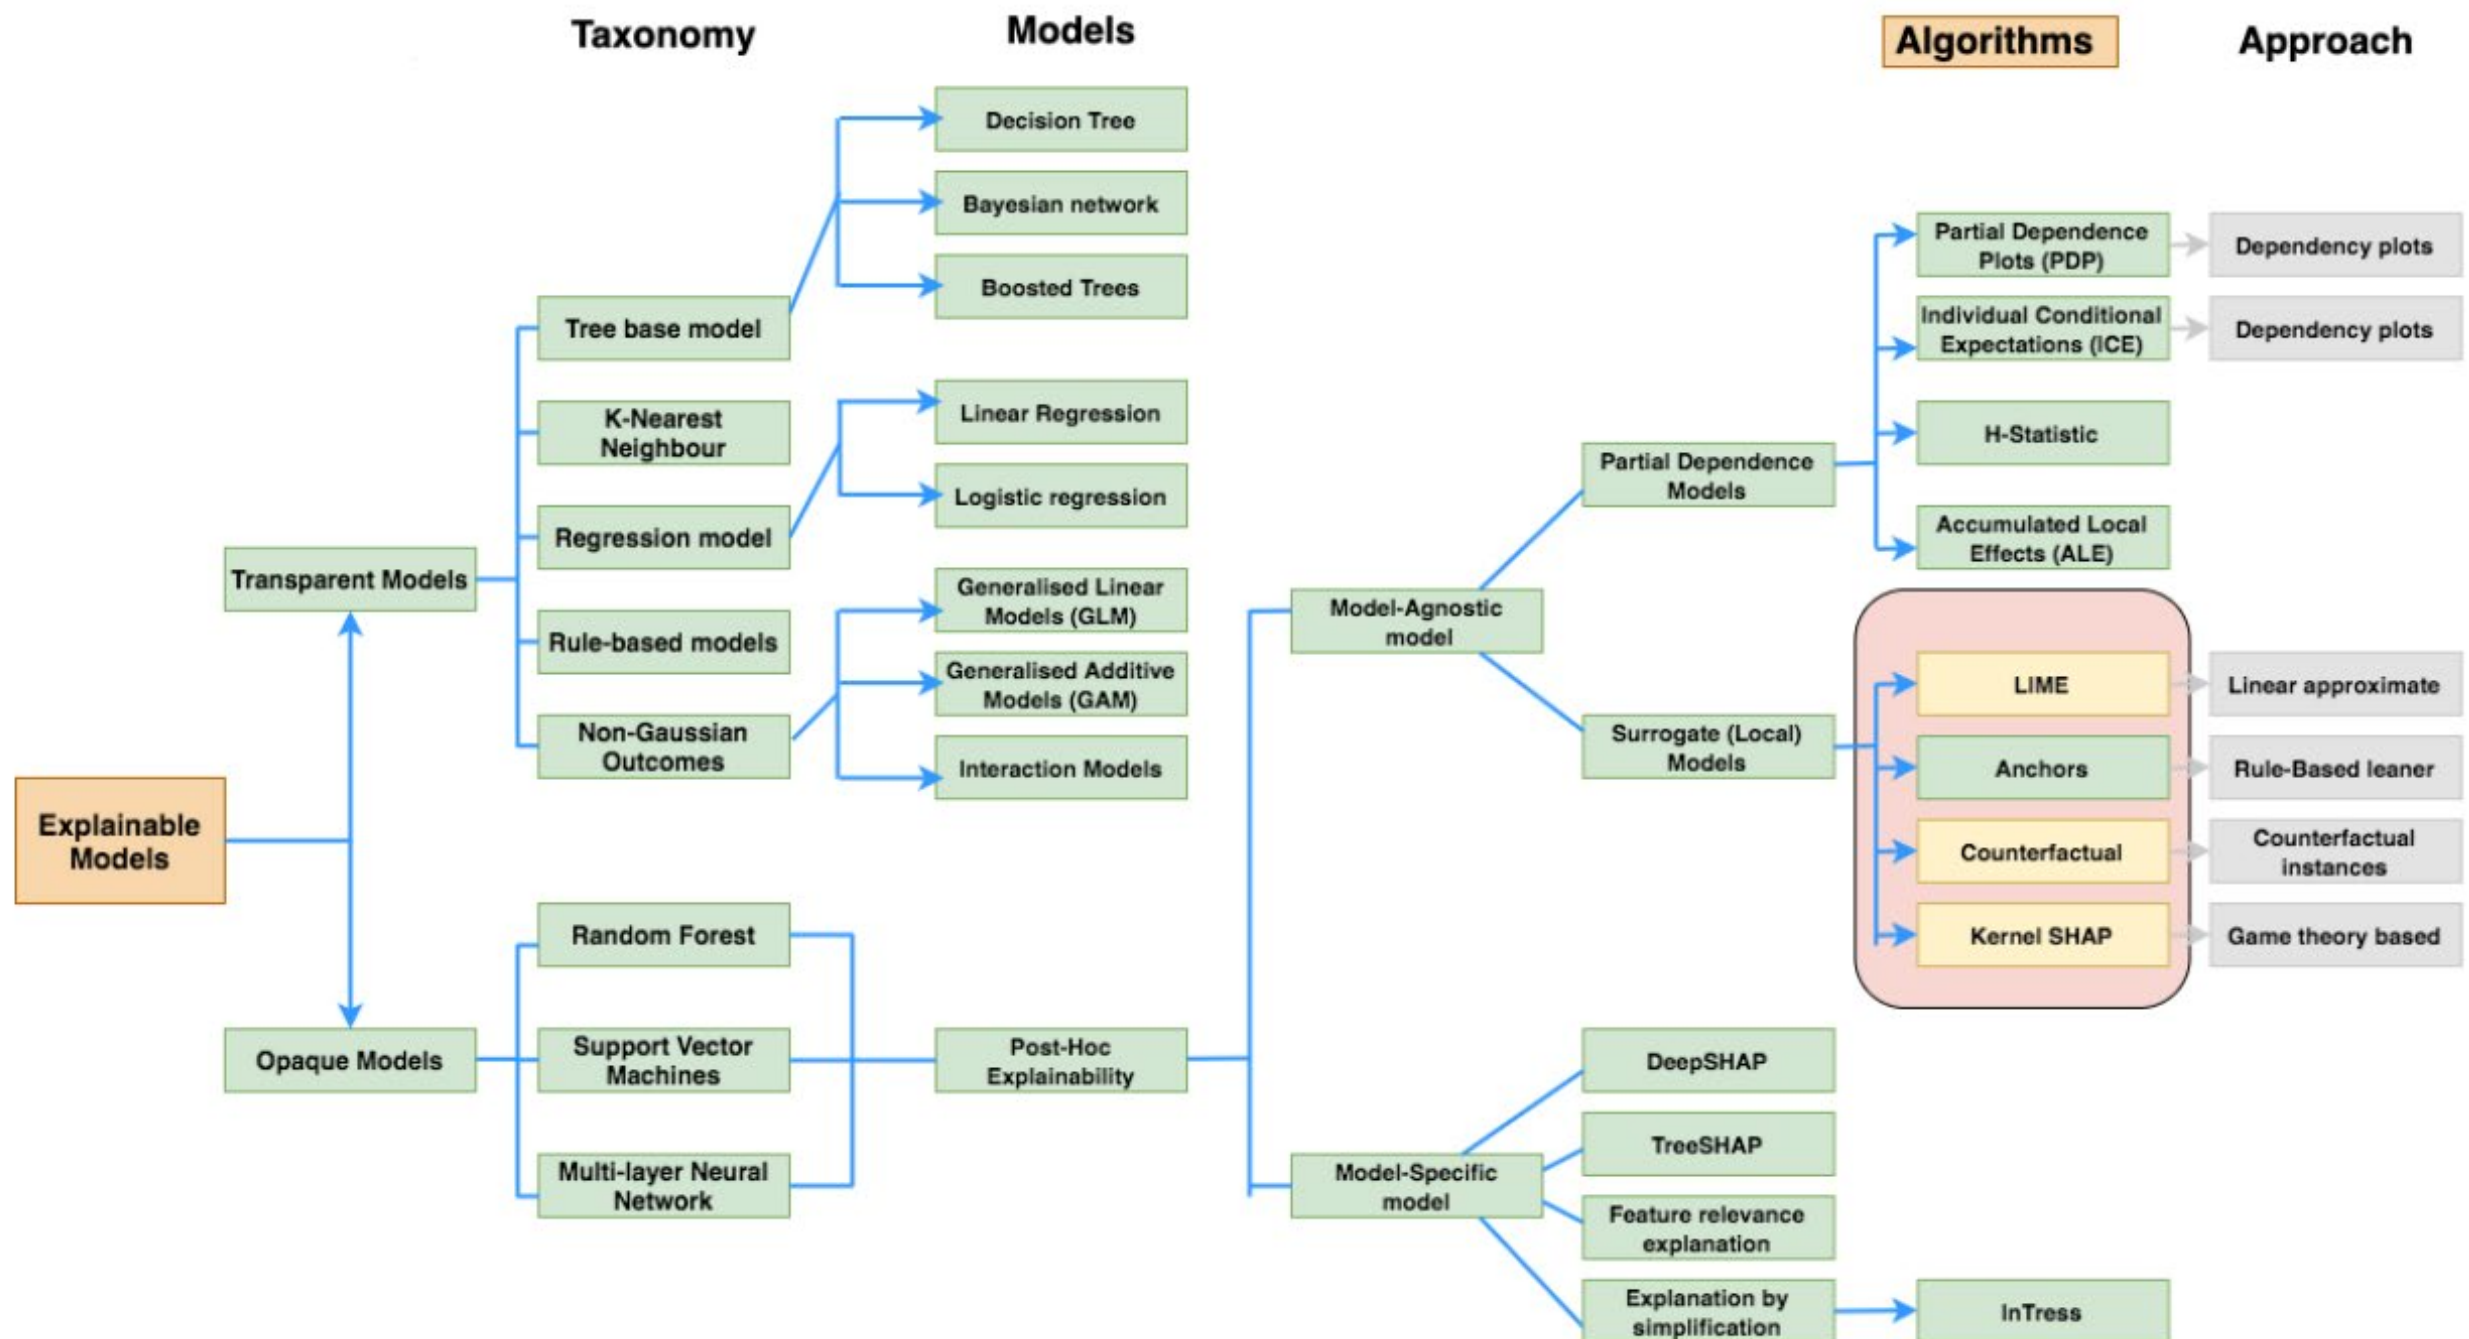 Taxonomy
Models
Algorithms
Approach
Decision Tree
Bayesian network
Boosted Trees
Tree base model
K-Nearest
Neighbour
Linear Regression
Logistic regression
Regression model
Transparent Models
Rule-based models
Generalised Linear
Models (GLM)
Generalised Additive
Models (GAM)
Non-Gaussian
Outcomes
Interaction Models
Explainable
Models
Random Forest
Opaque Models
Support Vector
Machines
Multi-layer Neural
Network
Post-Hoc
Explainability
Model-Agnostic
model
Partial Dependence
Models
Partial Dependence
Plots (PDP)
Dependency plots
Individual Conditional
Expectations (ICE)
Dependency plots
H-Statistic
Accumulated Local
Effects (ALE)
Surrogate (Local)
Models
LIME
Linear approximate
Anchors
Rule-Based leaner
Counterfactual
Counterfactual
instances
Kernel SHAP
Game theory based
Model-Specific
model
DeepSHAP
TreeSHAP
Feature relevance
explanation
Explanation by
simplification
InTress